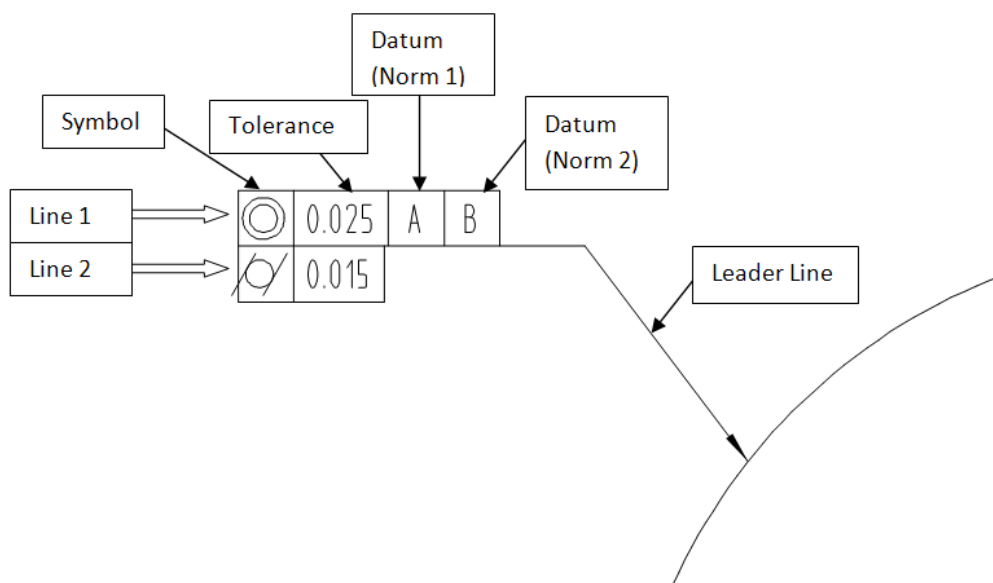 Datum
(Norm 1)
Symbol
Tolerance
Datum
(Norm 2)
Line 1
0.025 A B
Line 2
0.015
Leader Line